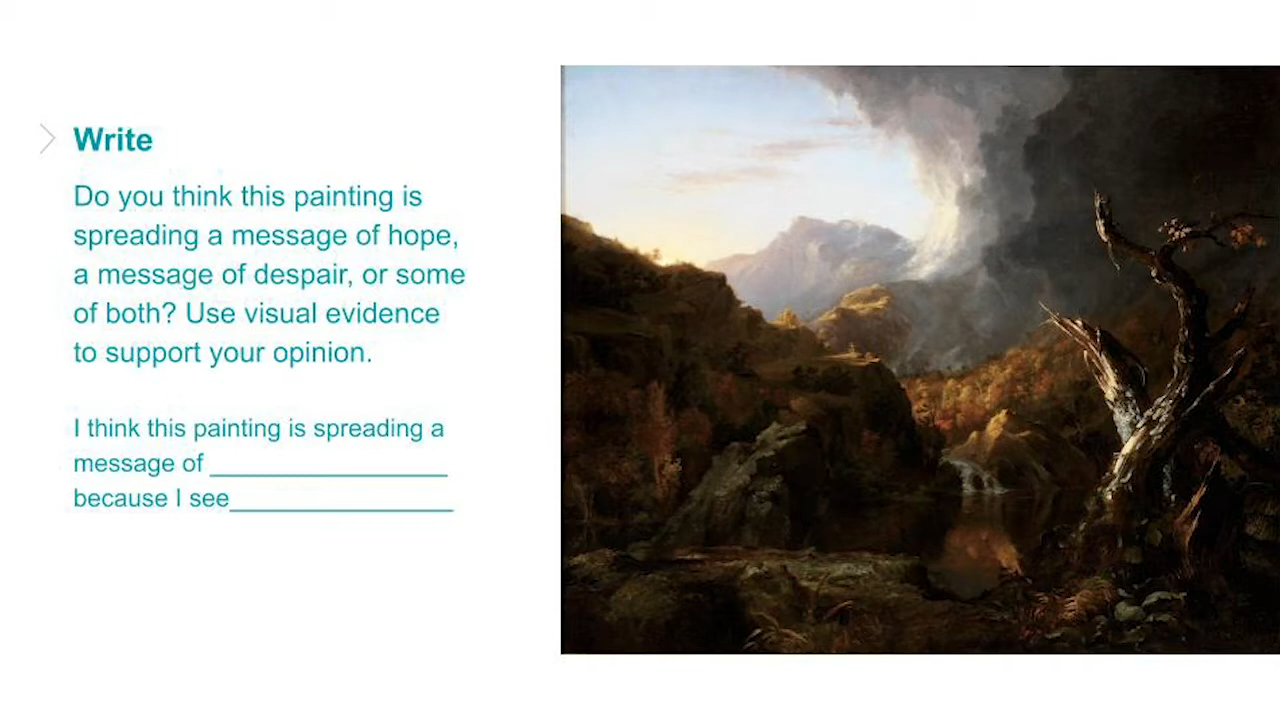 Write
Do you think this painting is
spreading a message of hope,
a message of despair, or some
of both? Use visual evidence
to support your opinion.
I think this painting is spreading a
message of ________________
because I see________________